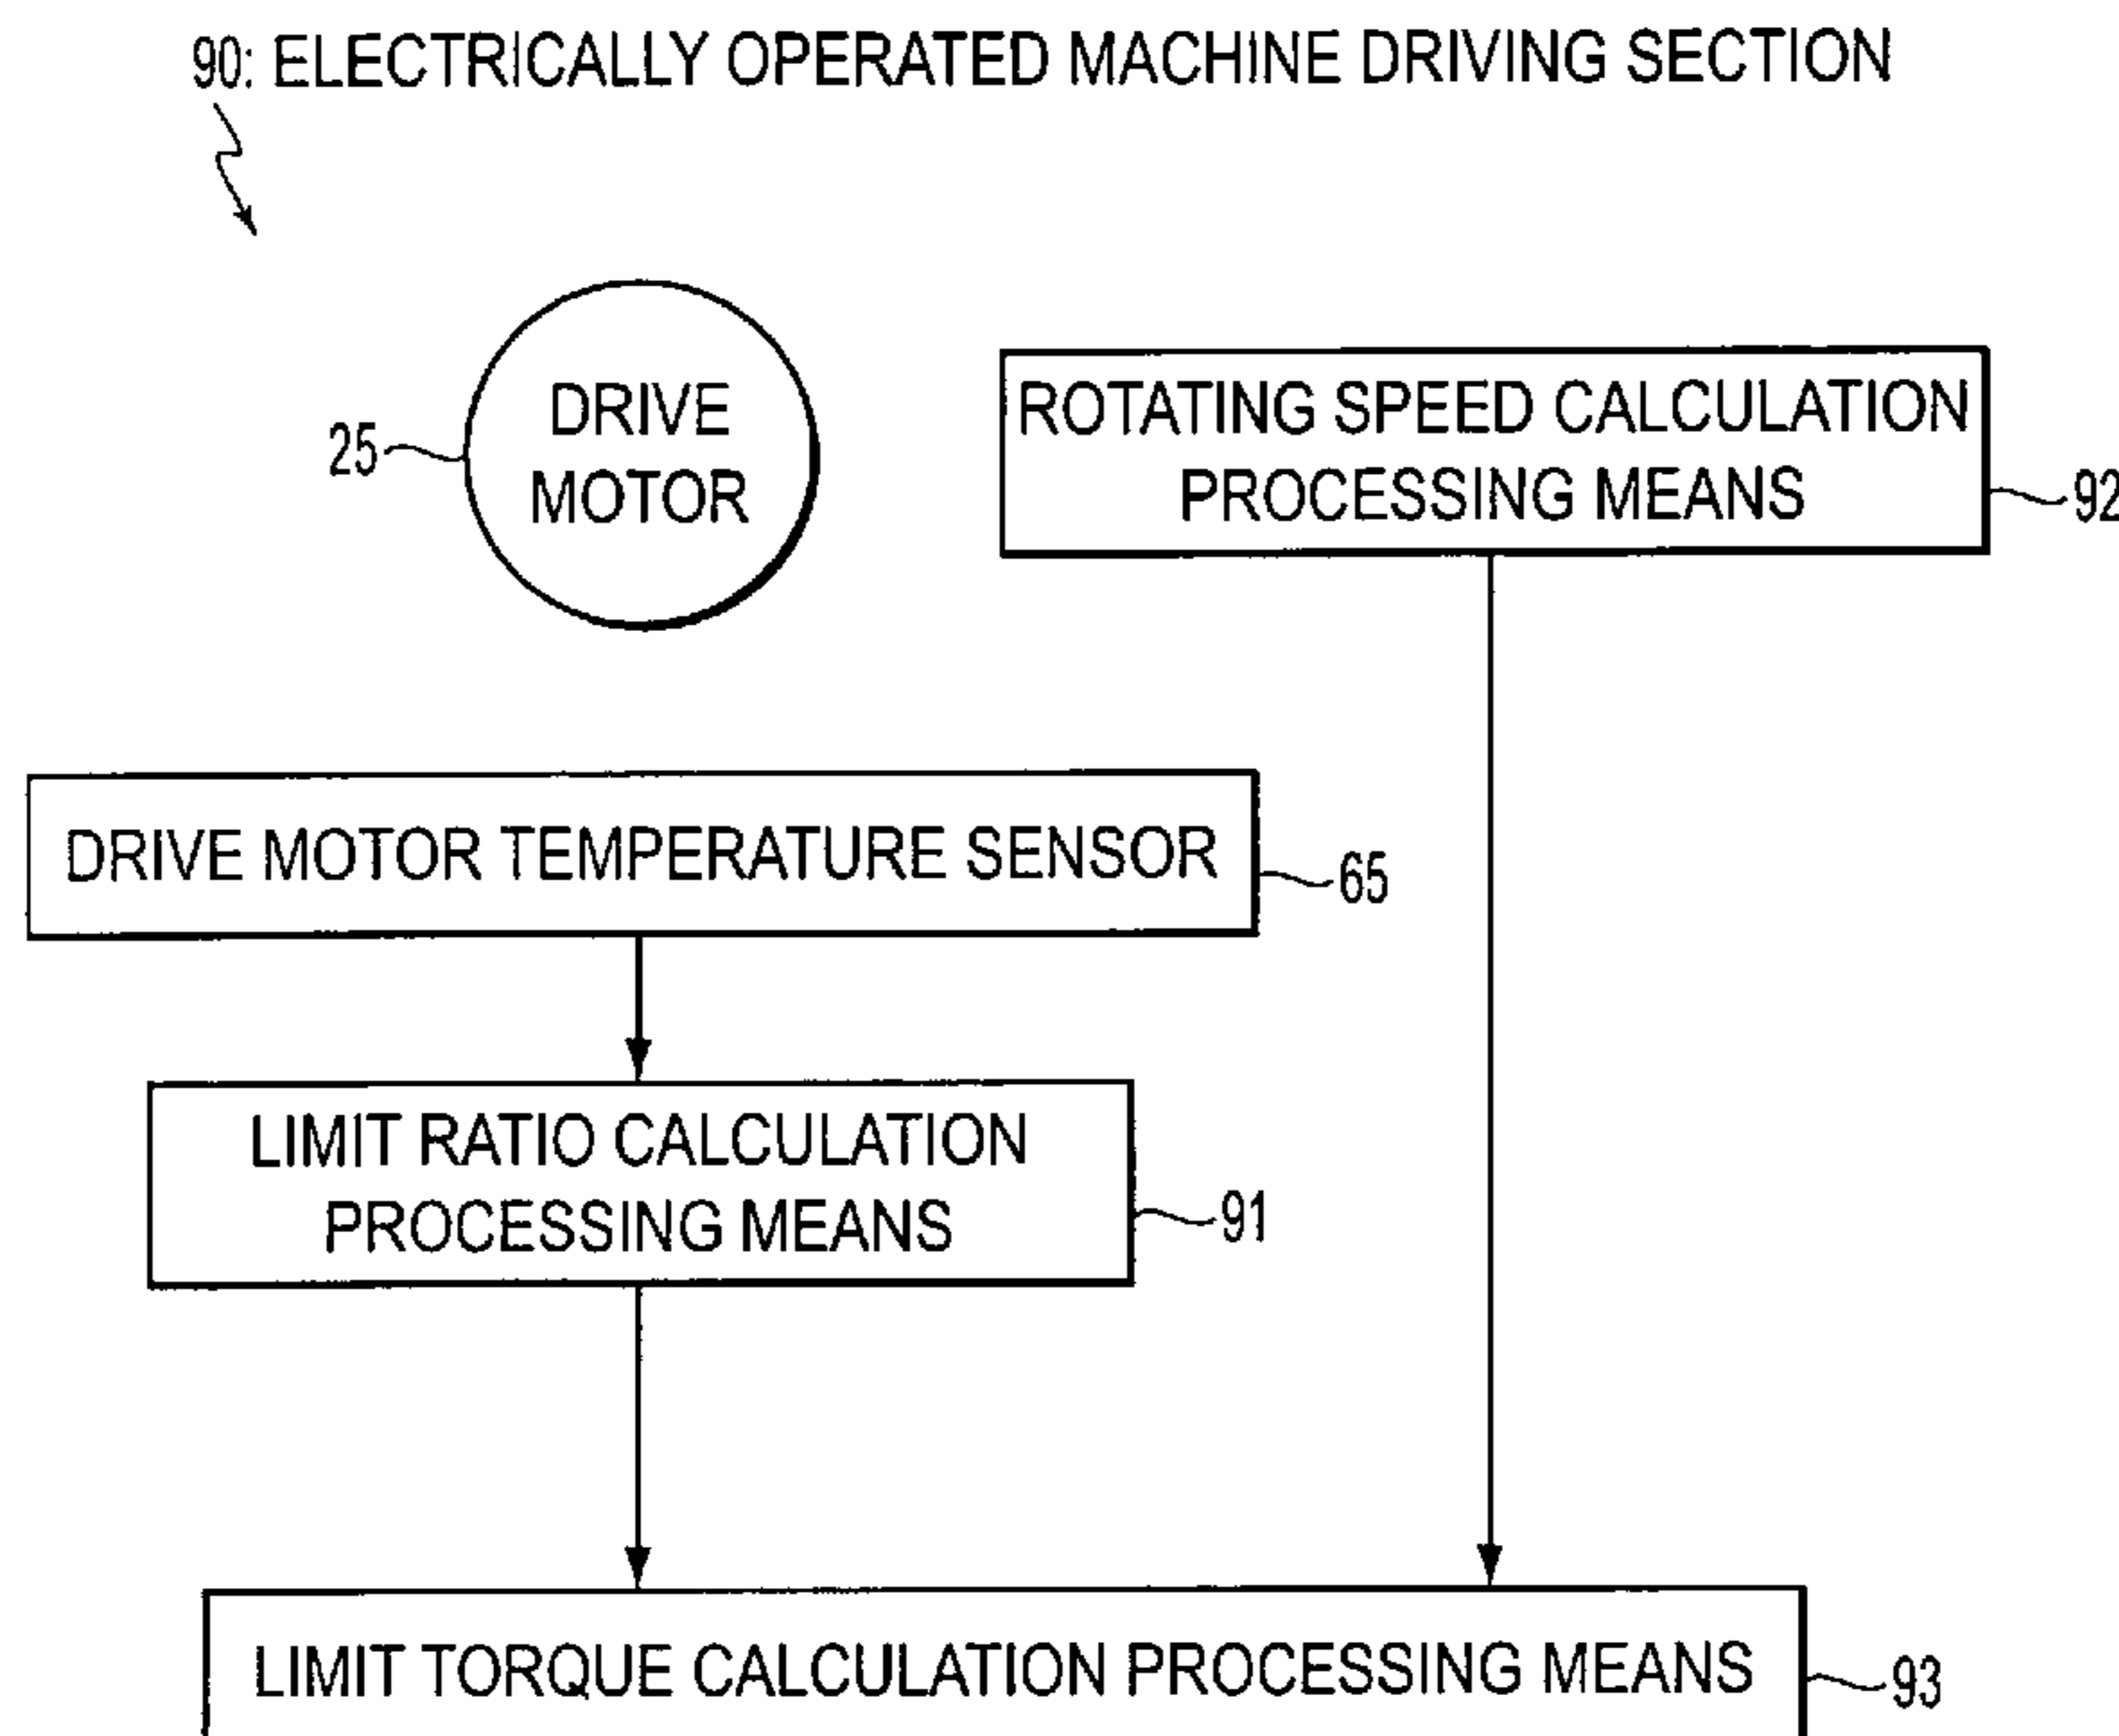 90: ELECTRICALLY OPERATED MACHINE DRIVING SECTION
25
DRIVE
MOTOR
ROTATING SPEED CALCULATION
PROCESSING MEANS
92
DRIVE MOTOR TEMPERATURE SENSOR
65
LIMIT RATIO CALCULATION
PROCESSING MEANS
91
LIMIT TORQUE CALCULATION PROCESSING MEANS
93